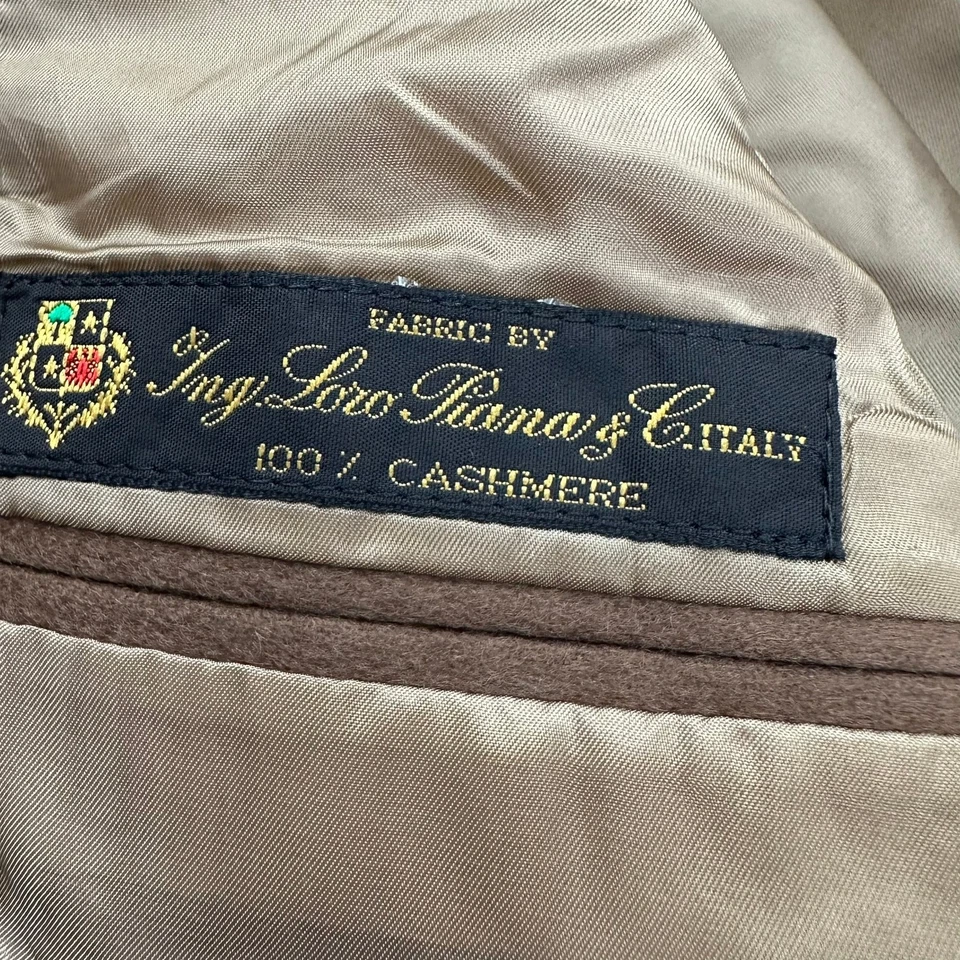 FABRIC BY
Ing. Loro Piana & C. ITALY
100% CASHMERE